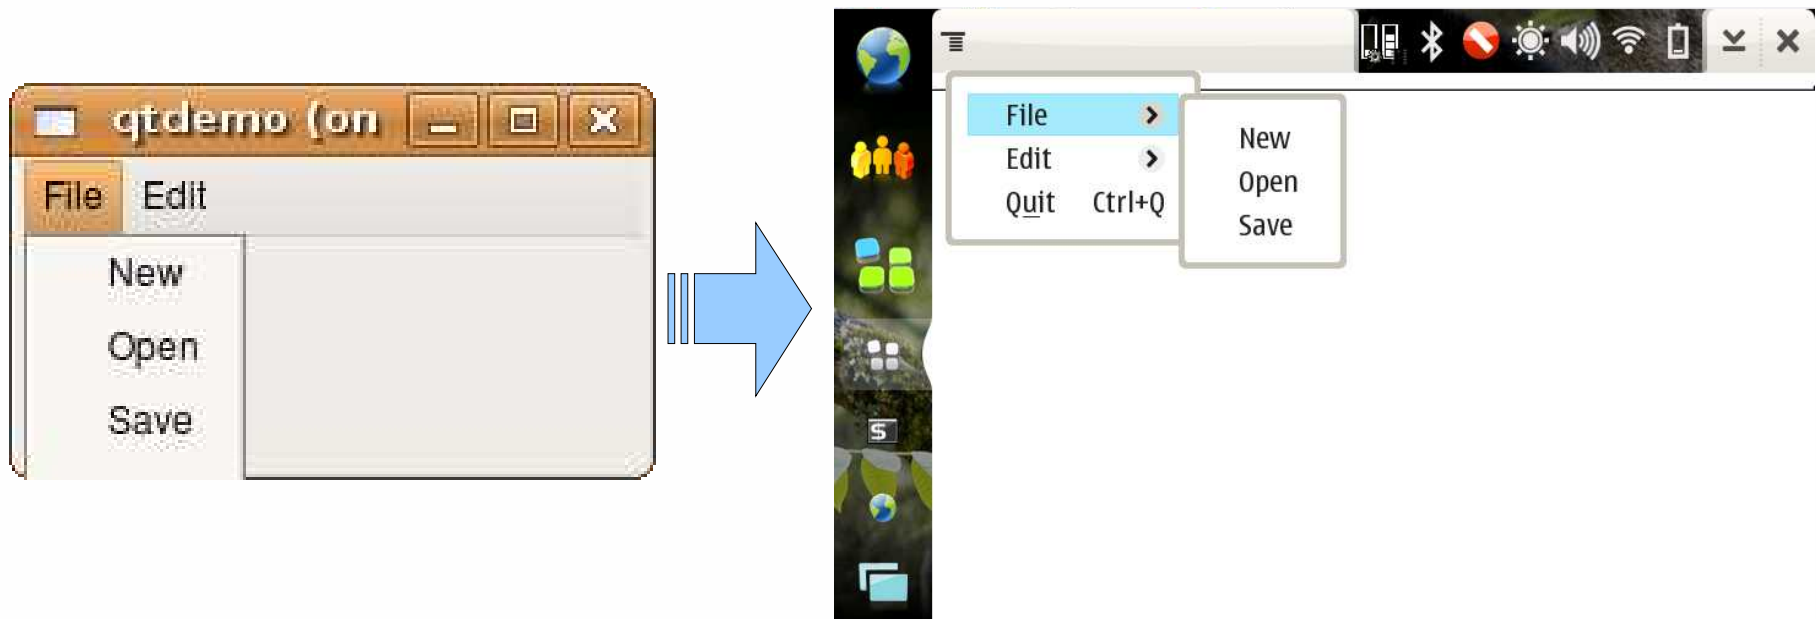 qtdemo (on
File Edit
New
Open
Save
File
Edit
Quit Ctrl+Q
New
Open
Save
$